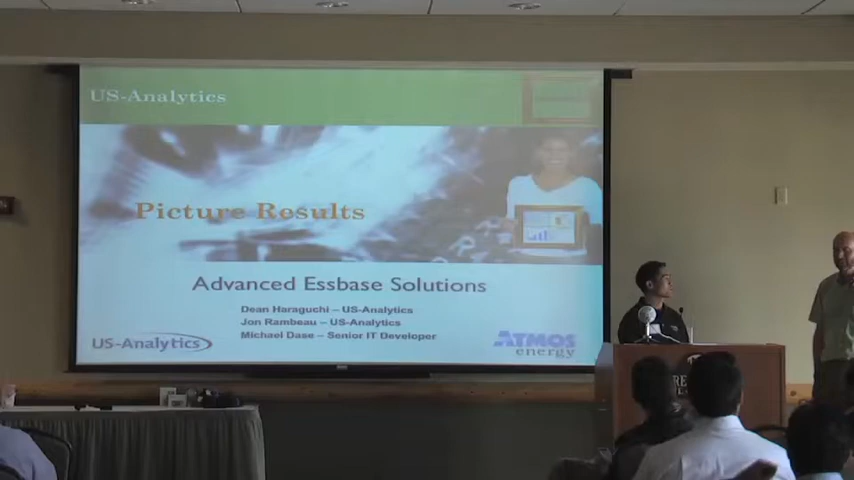 US-Analytics
Picture Results
Advanced Essbase Solutions
Dean Haraguchi – US-Analytics
Jon Rambeau – US-Analytics
Michael Dase – Senior IT Developer
US-Analytics
ATMOS
energy